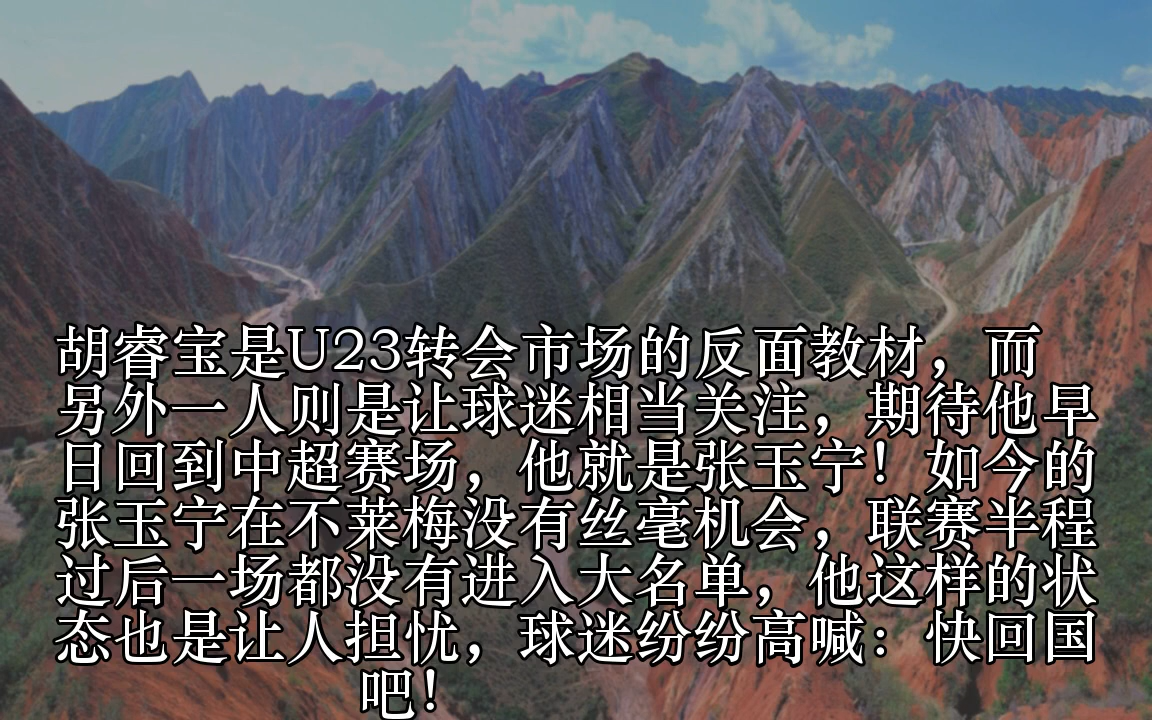 胡睿宝是U23转会市场的反面教材，而
另外一人则是让球迷相当关注，期待他早
日回到中超赛场，他就是张玉宁！如今的
张玉宁在不莱梅没有丝毫机会，联赛半程
过后一场都没有进入大名单，他这样的状
态也是让人担忧，球迷纷纷高喊：快回国
吧！